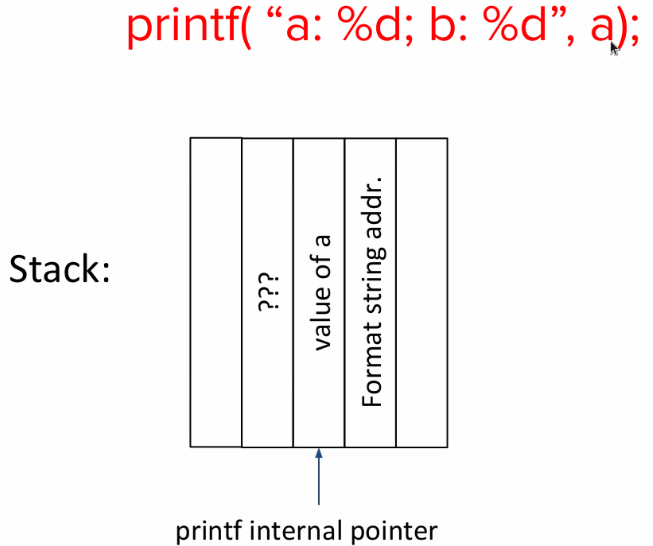 printf( “a: %d; b: %d”, a);
Stack:
???
value of a
Format string addr.
printf internal pointer